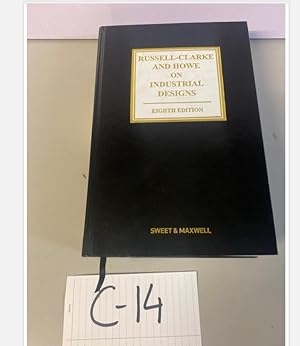 RUSSELL-CLARKE
AND HOWE
ON
INDUSTRIAL
DESIGNS
EIGHTH EDITION
SWEET & MAXWELL
C-14